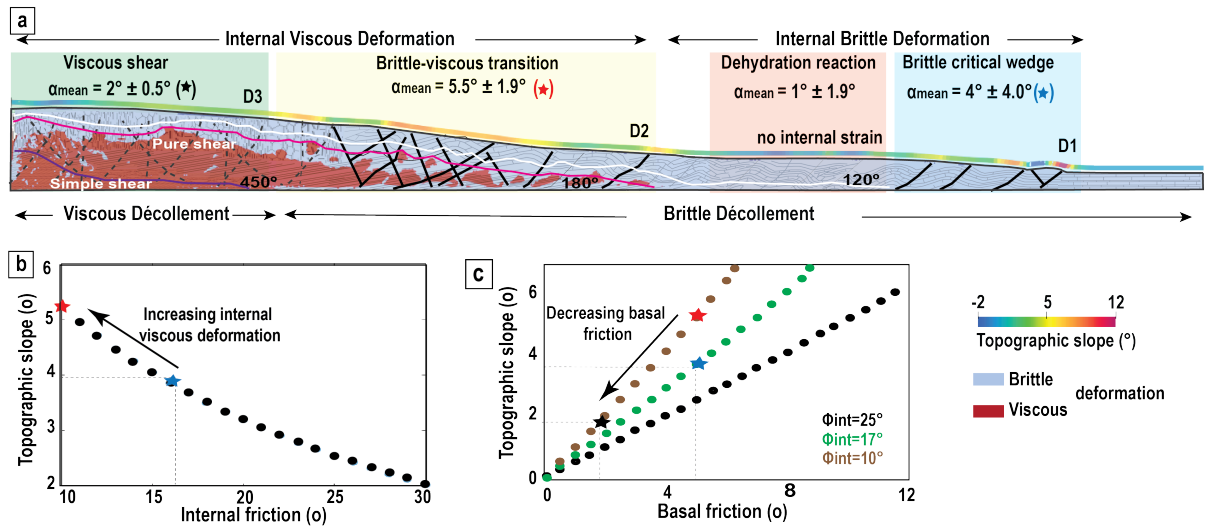 a
Internal Viscous Deformation
Internal Brittle Deformation
Viscous shear
αmean = 2° ± 0.5° (★)
Brittle-viscous transition
αmean = 5.5° ± 1.9° (★)
Dehydration reaction
αmean = 1° ± 1.9°
Brittle critical wedge
αmean = 4° ± 4.0°(★)
D3
D2
no internal strain
D1
Pure shear
Simple shear
450°
180°
120°
Viscous Décollement
Brittle Décollement
b
Topographic slope (o)
6
5
4
3
2
Increasing internal
viscous deformation
10
15
20
25
30
Internal friction (o)
c
Topographic slope (o)
6
4
2
0
Decreasing basal
friction
Φint=25°
Φint=17°
Φint=10°
0
4
8
12
Basal friction (o)
-2
5
12
Topographic slope (°)
Brittle
Viscous
deformation